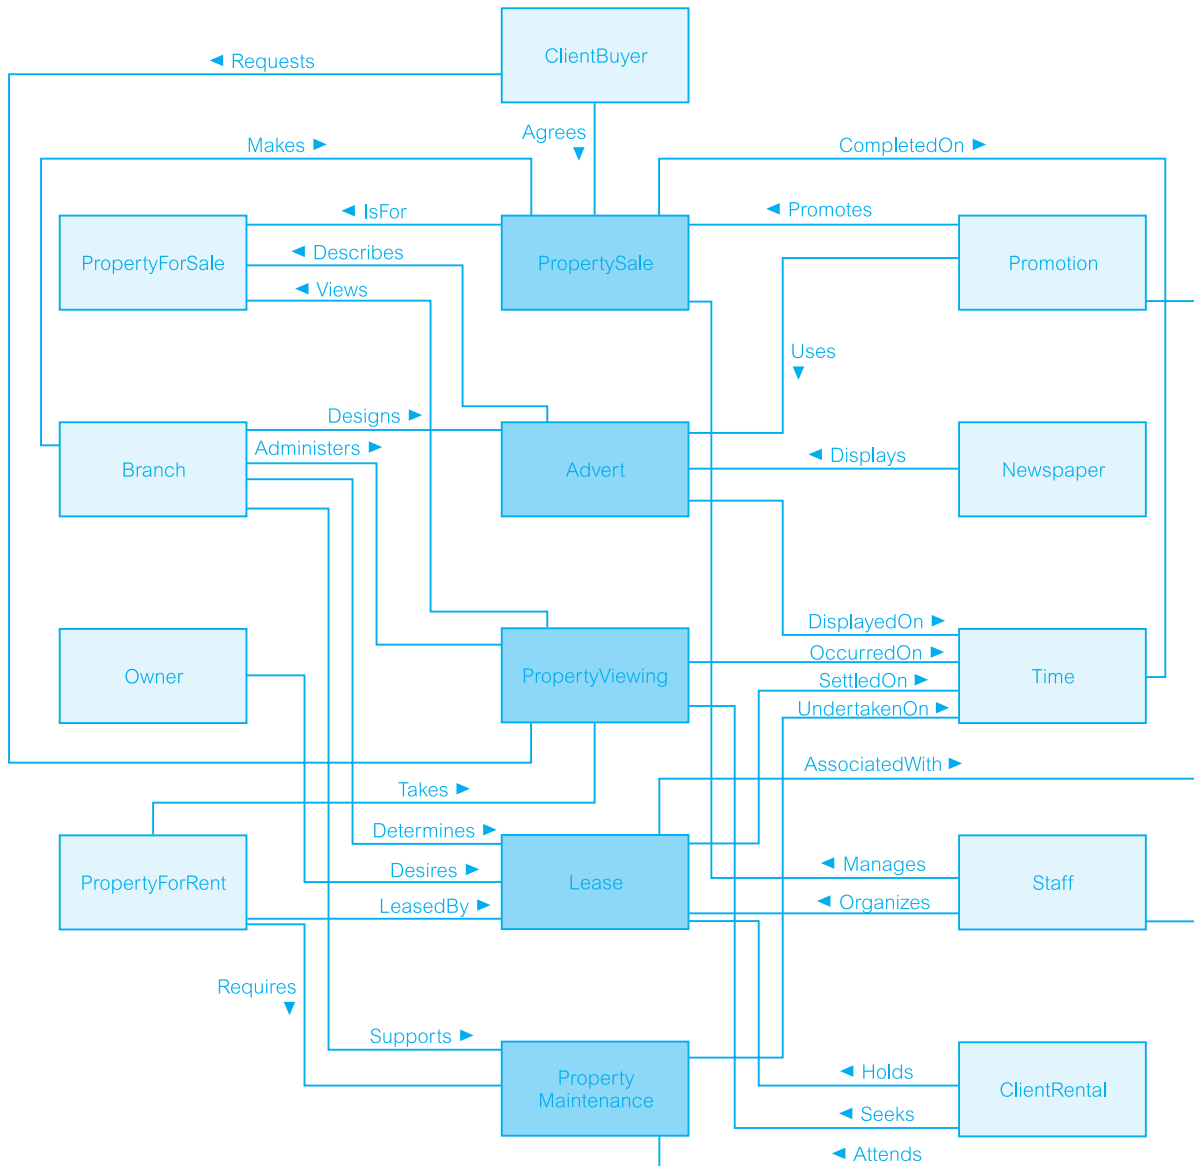 ◄ Requests
ClientBuyer
Makes ►
Agrees
▼
CompletedOn ►
◄ IsFor
◄ Promotes
PropertyForSale
◄ Describes
PropertySale
Promotion
◄ Views
Uses
▼
Designs ►
Administers ►
Branch
Advert
◄ Displays
Newspaper
DisplayedOn ►
OccurredOn ►
Owner
PropertyViewing
SettledOn ►
Time
UndertakenOn ►
AssociatedWith ►
Takes ►
Determines ►
◄ Manages
PropertyForRent
Desires ►
Lease
Staff
LeasedBy ►
◄ Organizes
Requires
▼
Supports ►
Property
Maintenance
◄ Holds
ClientRental
◄ Seeks
◄ Attends